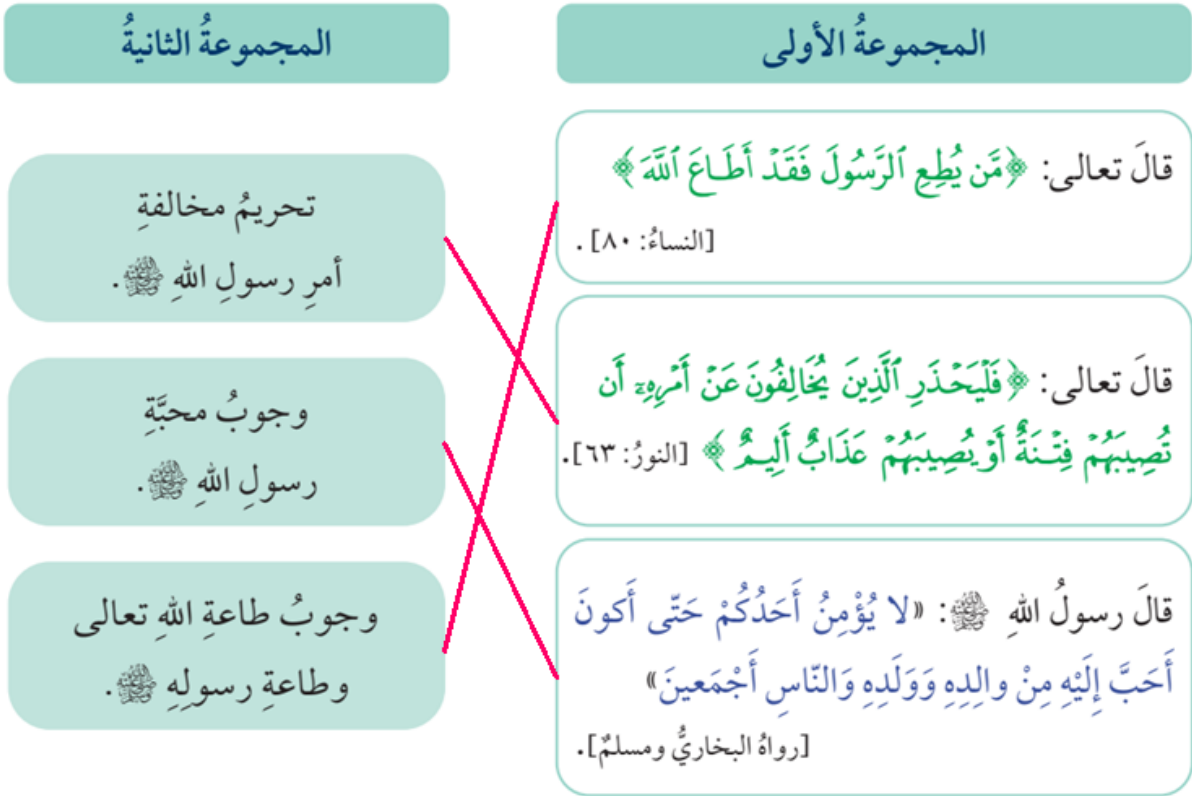 المجموعةُ الأولى
قالَ تعالى: ﴿مَّن يُطِعِ ٱلرَّسُولَ فَقَدۡ أَطَاعَ ٱللَّهَ﴾
[النساءُ: ٨٠].
قالَ تعالى: ﴿فَلۡيَحۡذَرِ ٱلَّذِينَ يُخَالِفُونَ عَنۡ أَمۡرِهِۦٓ أَن
تُصِيبَهُمۡ فِتۡنَةٌ أَوۡ يُصِيبَهُمۡ عَذَابٌ أَلِيمٌ﴾ [النورُ: ٦٣].
قالَ رسولُ اللهِ ﷺ: «لا يُؤْمِنُ أَحَدُكُمْ حَتّى أَكونَ
أَحَبَّ إِلَيْهِ مِنْ والِدِهِ وَوَلَدِهِ وَالنّاسِ أَجْمَعينَ»
[رواهُ البخاريُّ ومسلمٌ].
المجموعةُ الثانيةُ
تحريمُ مخالفةِ
أمرِ رسولِ اللهِ ﷺ.
وجوبُ محبَّةِ
رسولِ اللهِ ﷺ.
وجوبُ طاعةِ اللهِ تعالى
وطاعةِ رسولِهِ ﷺ.